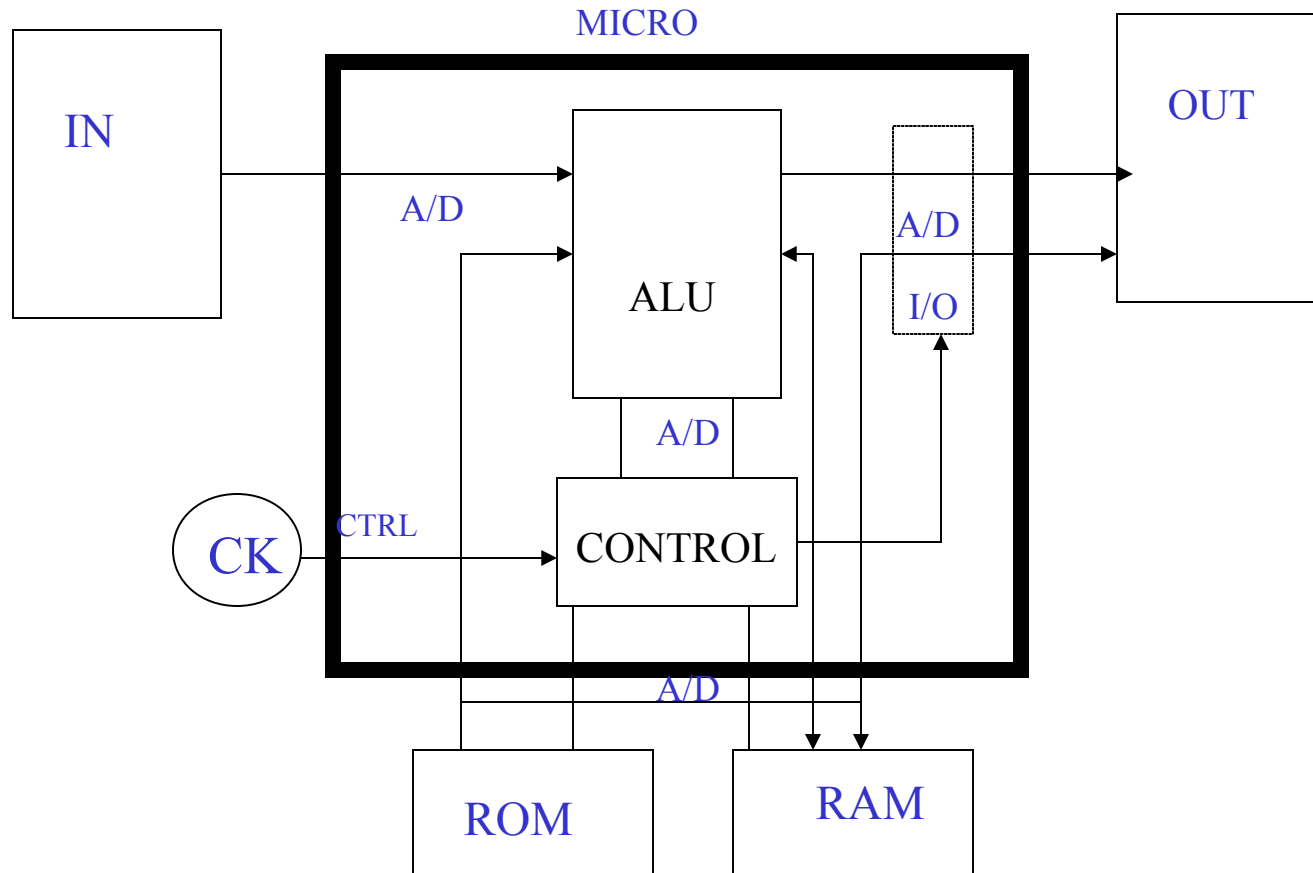 MICRO
IN
OUT
A/D
A/D
ALU
I/O
A/D
CTRL
CK
CONTROL
A/D
ROM
RAM